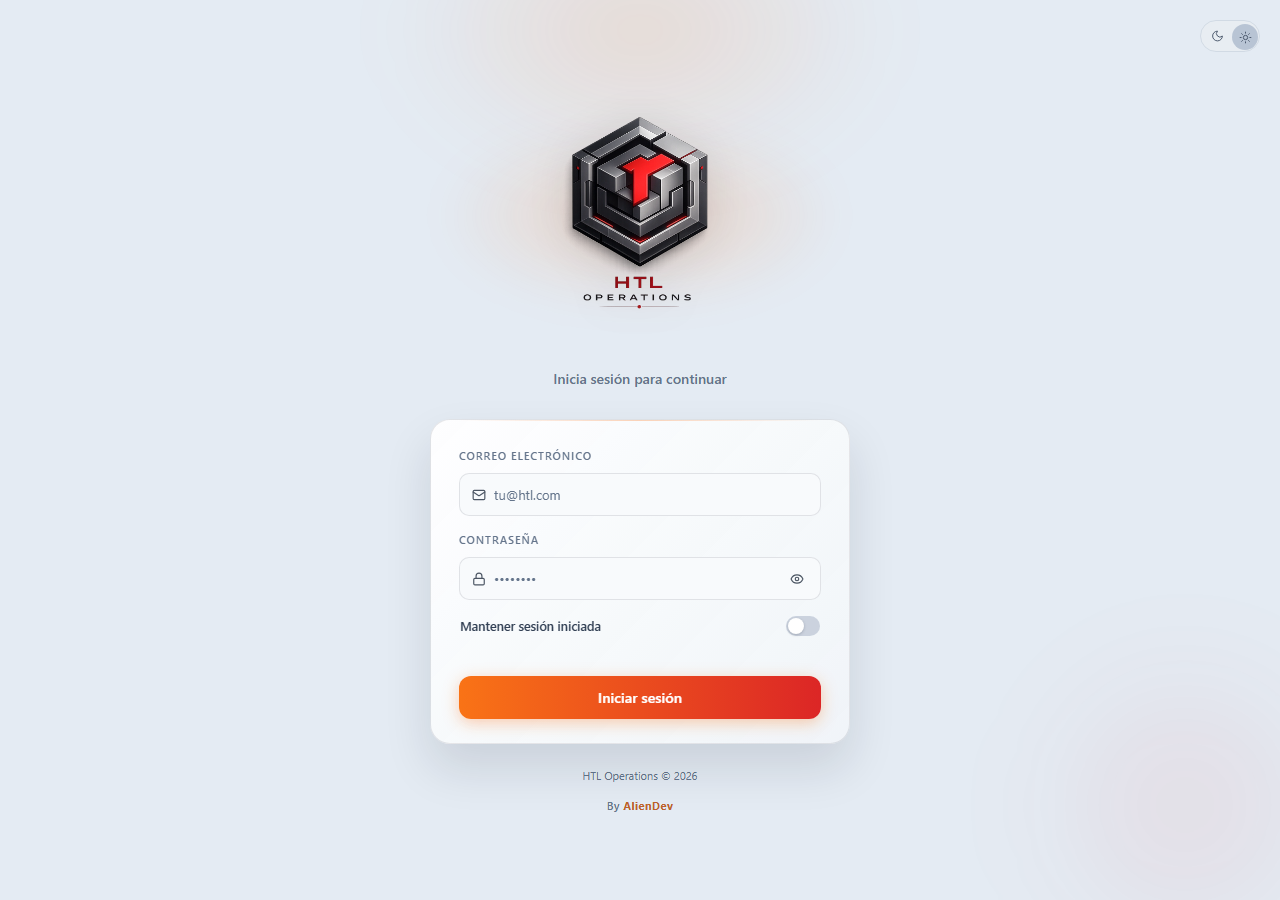 HTL
OPERATIONS
Inicia sesión para continuar
CORREO ELECTRÓNICO
tu@htl.com
CONTRASEÑA
••••••••
Mantener sesión iniciada
Iniciar sesión
HTL Operations © 2026
By AlienDev